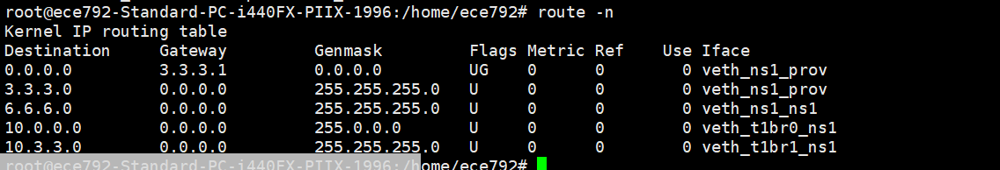 root@ece792-Standard-PC-i440FX-PIIX-1996:/home/ece792# route -n
Kernel IP routing table
Destination Gateway Genmask Flags Metric Ref Use Iface
0.0.0.0 3.3.3.1 0.0.0.0 UG 0 0 0 veth_ns1_prov
3.3.3.0 0.0.0.0 255.255.255.0 U 0 0 0 veth_ns1_prov
6.6.6.0 0.0.0.0 255.255.255.0 U 0 0 0 veth_ns1_ns1
10.0.0.0 0.0.0.0 255.0.0.0 U 0 0 0 veth_t1br0_ns1
10.3.3.0 0.0.0.0 255.255.255.0 U 0 0 0 veth_t1br1_ns1
root@ece792-Standard-PC-i440FX-PIIX-1996:/home/ece792#